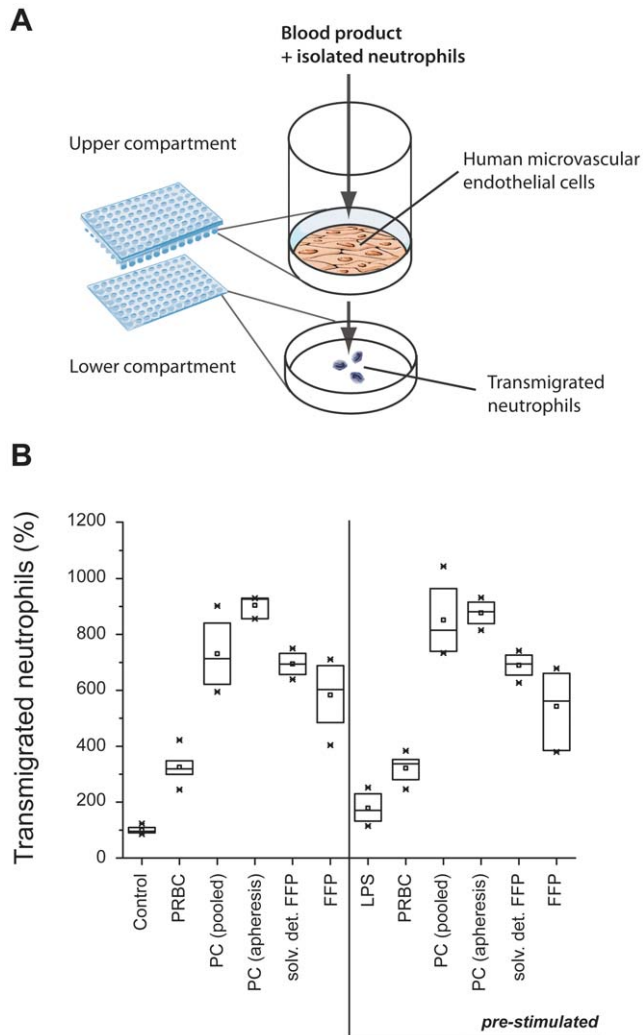 A
Blood product
+ isolated neutrophils
Upper compartment
Human microvascular
endothelial cells
Lower compartment
Transmigrated
neutrophils
B
Transmigrated neutrophils (%)
1200
1000
800
600
400
200
0
Control
PRBC
PC (pooled)
PC (apheresis)
solv. det. FFP
FFP
LPS
PRBC
PC (pooled)
PC (apheresis)
solv. det. FFP
FFP
pre-stimulated